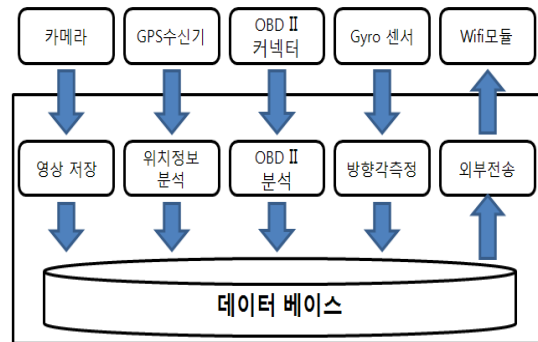 카메라
GPS수신기
OBD Ⅱ
커넥터
Gyro 센서
Wifi모듈
영상 저장
위치정보
분석
OBD Ⅱ
분석
방향각측정
외부전송
데이터 베이스